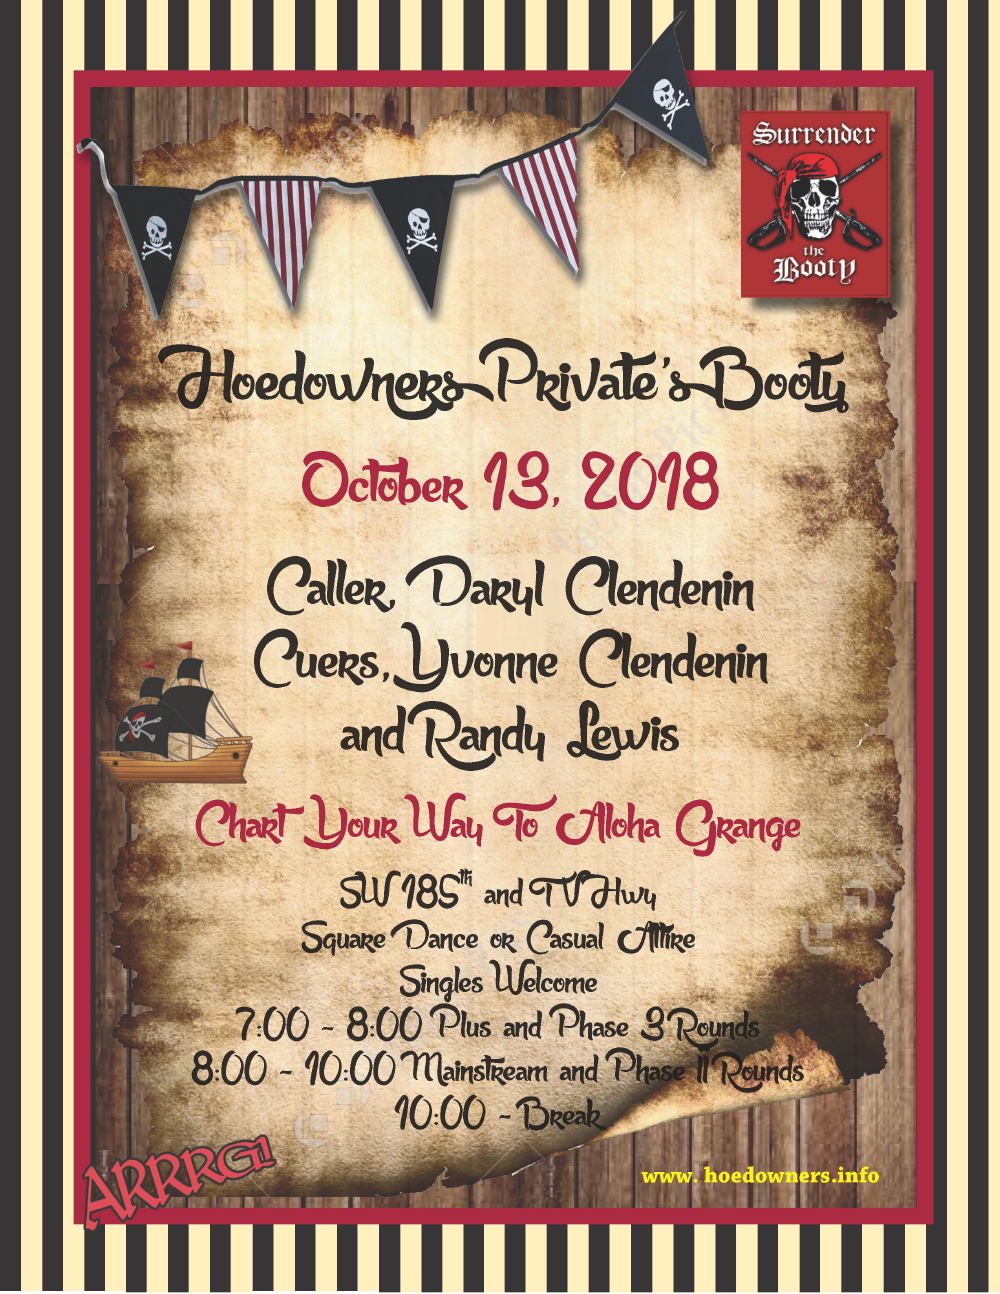 Surrender
the
Booty
Hoedowners Private's Booty
October 13, 2018
Caller, Daryl Clendenin
Cuers, Yvonne Clendenin
and Randy Lewis
Chart Your Way To Aloha Grange
SW 185th and TV Hwy
Square Dance or Casual Attire
Singles Welcome
7:00 - 8:00 Plus and Phase 3 Rounds
8:00 - 10:00 Mainstream and Phase II Rounds
10:00 - Break
www. hoedowners.info
ARRRG!